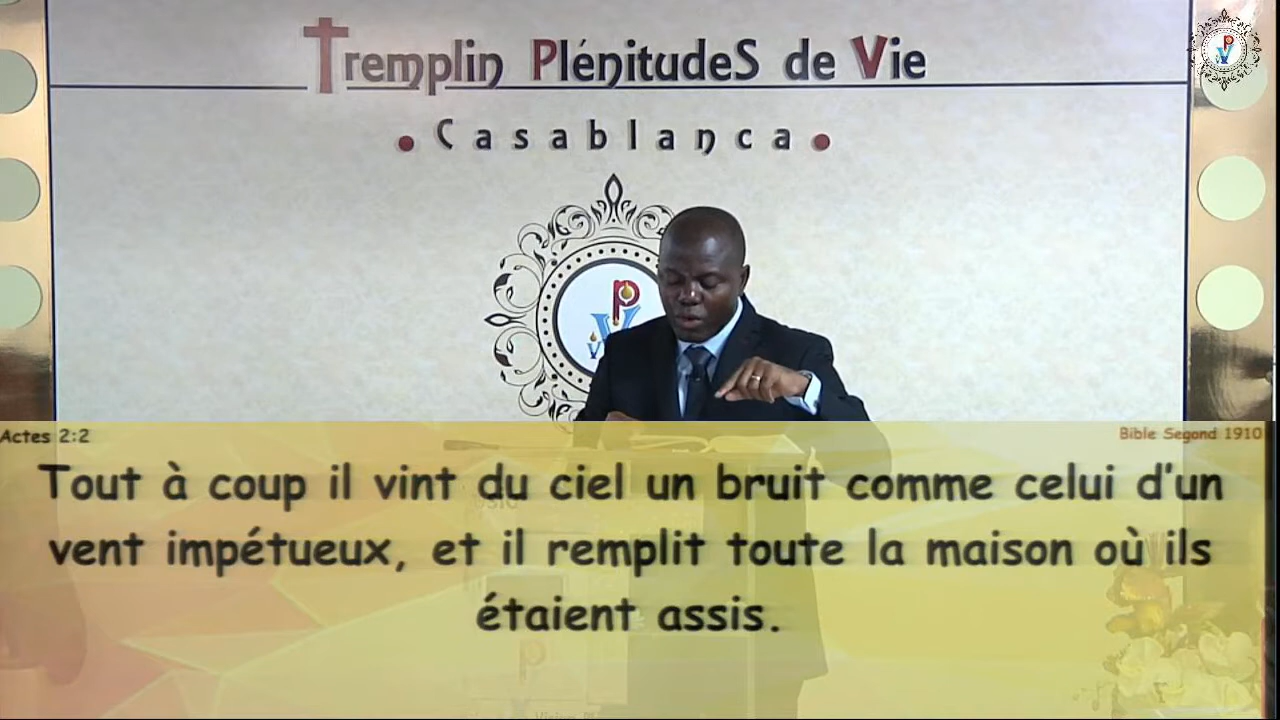 Tremplin PlénitudeS de Vie
• Casablanca •
PV
Actes 2:2
Bible Segond 1910
Tout à coup il vint du ciel un bruit comme celui d'un
vent impétueux, et il remplit toute la maison où ils
étaient assis.